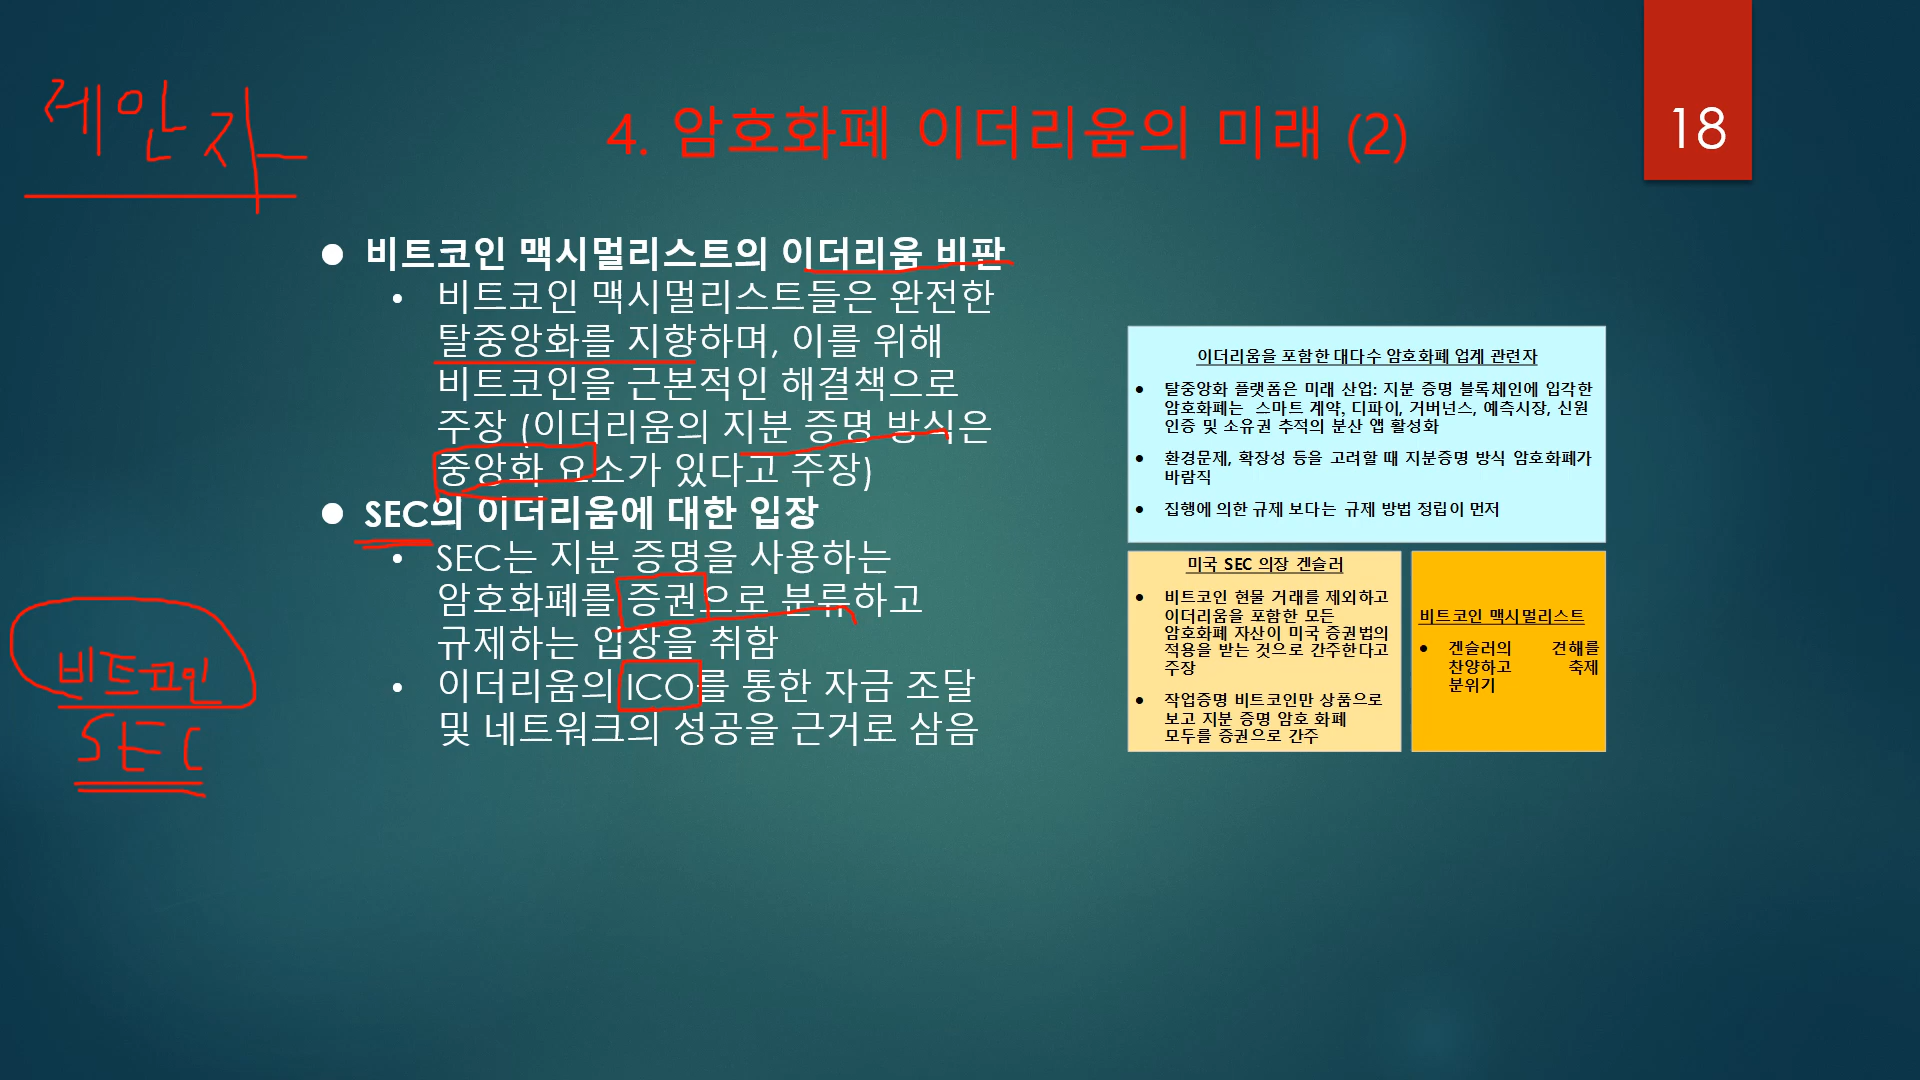 레안자
4. 암호화폐 이더리움의 미래 (2)
18
● 비트코인 맥시멀리스트의 이더리움 비판
• 비트코인 맥시멀리스트들은 완전한
탈중앙화를 지향하며, 이를 위해
비트코인을 근본적인 해결책으로
주장 (이더리움의 지분 증명 방식은
중앙화 요소가 있다고 주장)
● SEC의 이더리움에 대한 입장
• SEC는 지분 증명을 사용하는
암호화폐를 증권으로 분류하고
규제하는 입장을 취함
• 이더리움의 ICO를 통한 자금 조달
및 네트워크의 성공을 근거로 삼음
비트코인
SEC
이더리움을 포함한 대다수 암호화폐 업계 관련자
• 탈중앙화 플랫폼은 미래 산업: 지분 증명 블록체인에 입각한
암호화폐는 스마트 계약, 디파이, 거버넌스, 예측시장, 신원
인증 및 소유권 추적의 분산 앱 활성화
• 환경문제, 확장성 등을 고려할 때 지분증명 방식 암호화폐가
바람직
• 집행에 의한 규제 보다는 규제 방법 정립이 먼저
미국 SEC 의장 겐슬러
• 비트코인 현물 거래를 제외하고
이더리움을 포함한 모든
암호화폐 자산이 미국 증권법의
적용을 받는 것으로 간주한다고
주장
• 작업증명 비트코인만 상품으로
보고 지분 증명 암호 화폐
모두를 증권으로 간주
비트코인 맥시멀리스트
• 겐슬러의 견해를
찬양하고 축제
분위기